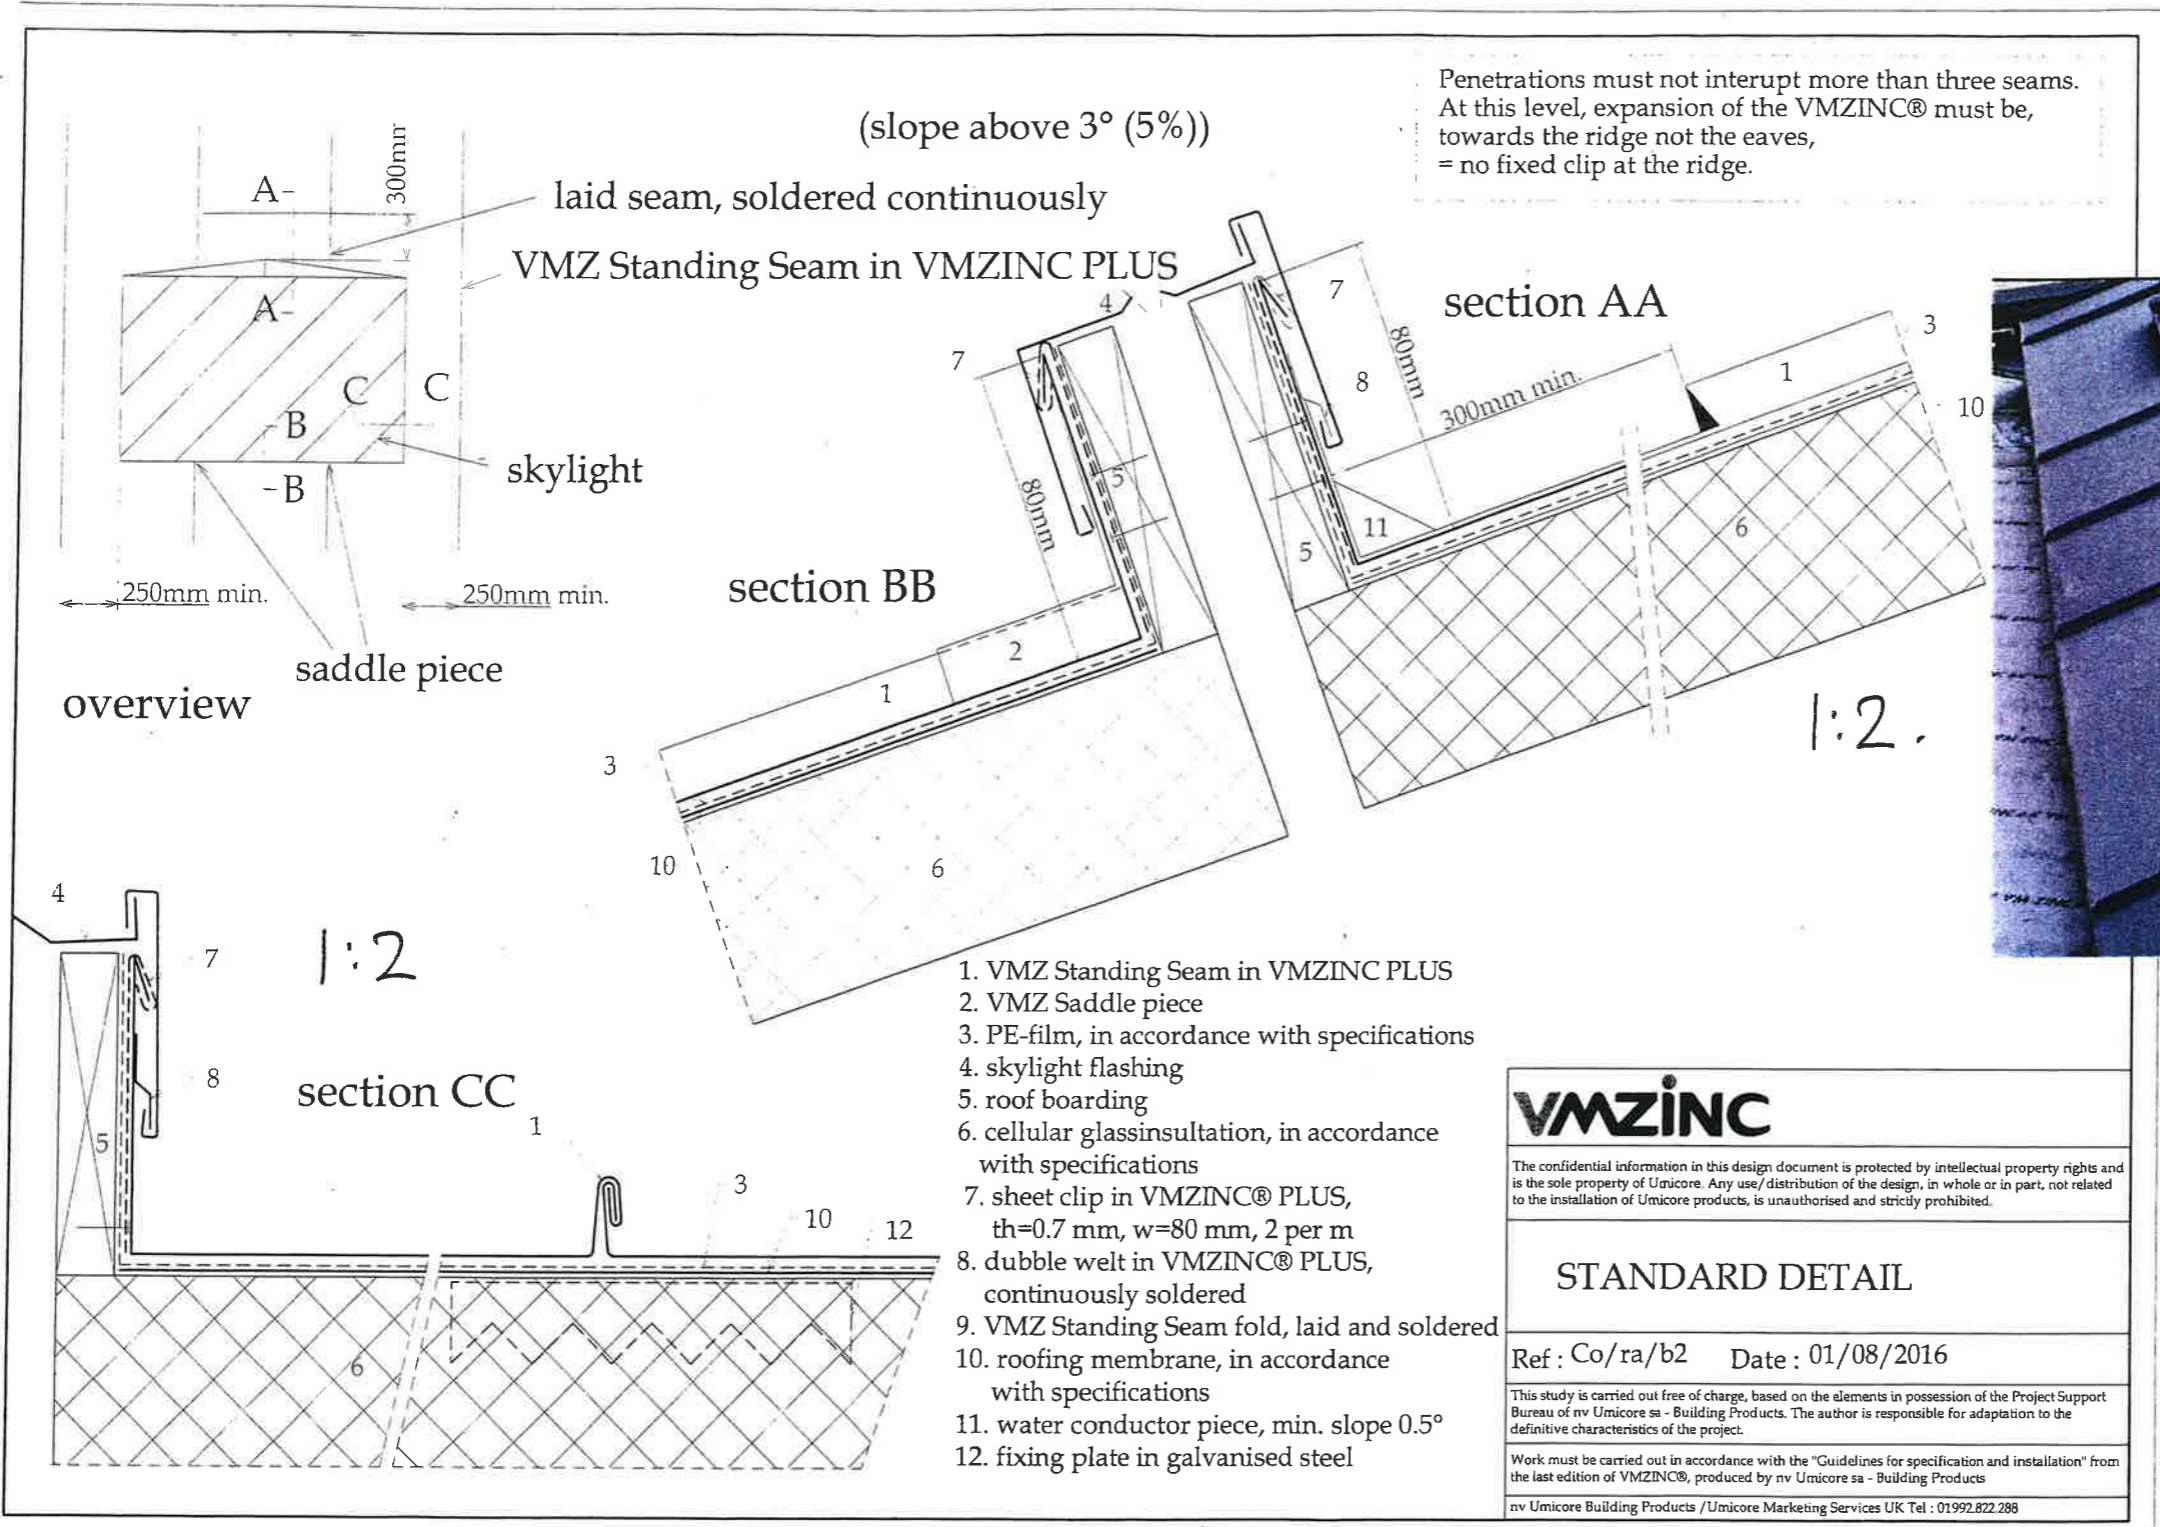 Penetrations must not interupt more than three seams.
At this level, expansion of the VMZINC® must be,
towards the ridge not the eaves,
= no fixed clip at the ridge.
(slope above 3° (5%))
300mm
A-
laid seam, soldered continuously
VMZ Standing Seam in VMZINC PLUS
A-
C
C
B
-B
skylight
250mm min.
250mm min.
saddle piece
overview
section AA
4
7
80mm
8
300mm min.
1
3
10
11
5
6
1:2.
7
5
80mm
section BB
2
1
3
10
6
4
7
1:2
8
section CC
5
1
3
10
12
6
1. VMZ Standing Seam in VMZINC PLUS
2. VMZ Saddle piece
3. PE-film, in accordance with specifications
4. skylight flashing
5. roof boarding
6. cellular glassinsultation, in accordance
with specifications
7. sheet clip in VMZINC® PLUS,
th=0.7 mm, w=80 mm, 2 per m
8. dubble welt in VMZINC® PLUS,
continuously soldered
9. VMZ Standing Seam fold, laid and soldered
10. roofing membrane, in accordance
with specifications
11. water conductor piece, min. slope 0.5°
12. fixing plate in galvanised steel
VMZINC
The confidential information in this design document is protected by intellectual property rights and
is the sole property of Umicore. Any use/distribution of the design, in whole or in part, not related
to the installation of Umicore products, is unauthorised and strictly prohibited.
STANDARD DETAIL
Ref : Co/ra/b2 Date : 01/08/2016
This study is carried out free of charge, based on the elements in possession of the Project Support
Bureau of nv Umicore sa - Building Products. The author is responsible for adaptation to the
definitive characteristics of the project.
Work must be carried out in accordance with the "Guidelines for specification and installation" from
the last edition of VMZINC®, produced by nv Umicore sa - Building Products
nv Umicore Building Products /Umicore Marketing Services UK Tel : 01992.822.288